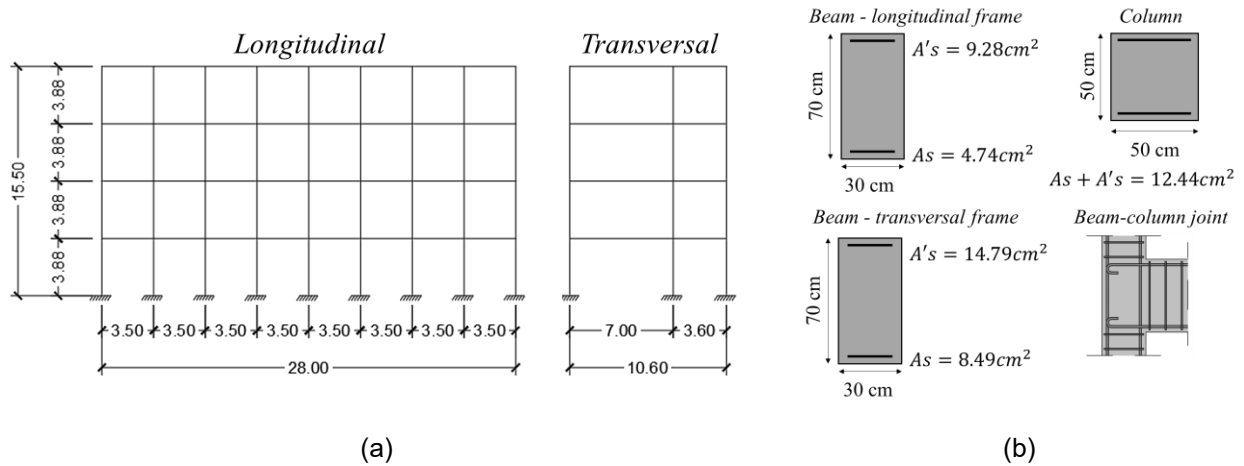 Longitudinal
Transversal
3.88
3.88
3.88
3.88
15.50
3.50 3.50 3.50 3.50 3.50 3.50 3.50 3.50
28.00
7.00 3.60
10.60
(a)
Beam - longitudinal frame
A's = 9.28cm²
70 cm
As = 4.74cm²
30 cm
Column
50 cm
50 cm
As + A's = 12.44cm²
Beam - transversal frame
A's = 14.79cm²
70 cm
As = 8.49cm²
30 cm
Beam-column joint
(b)